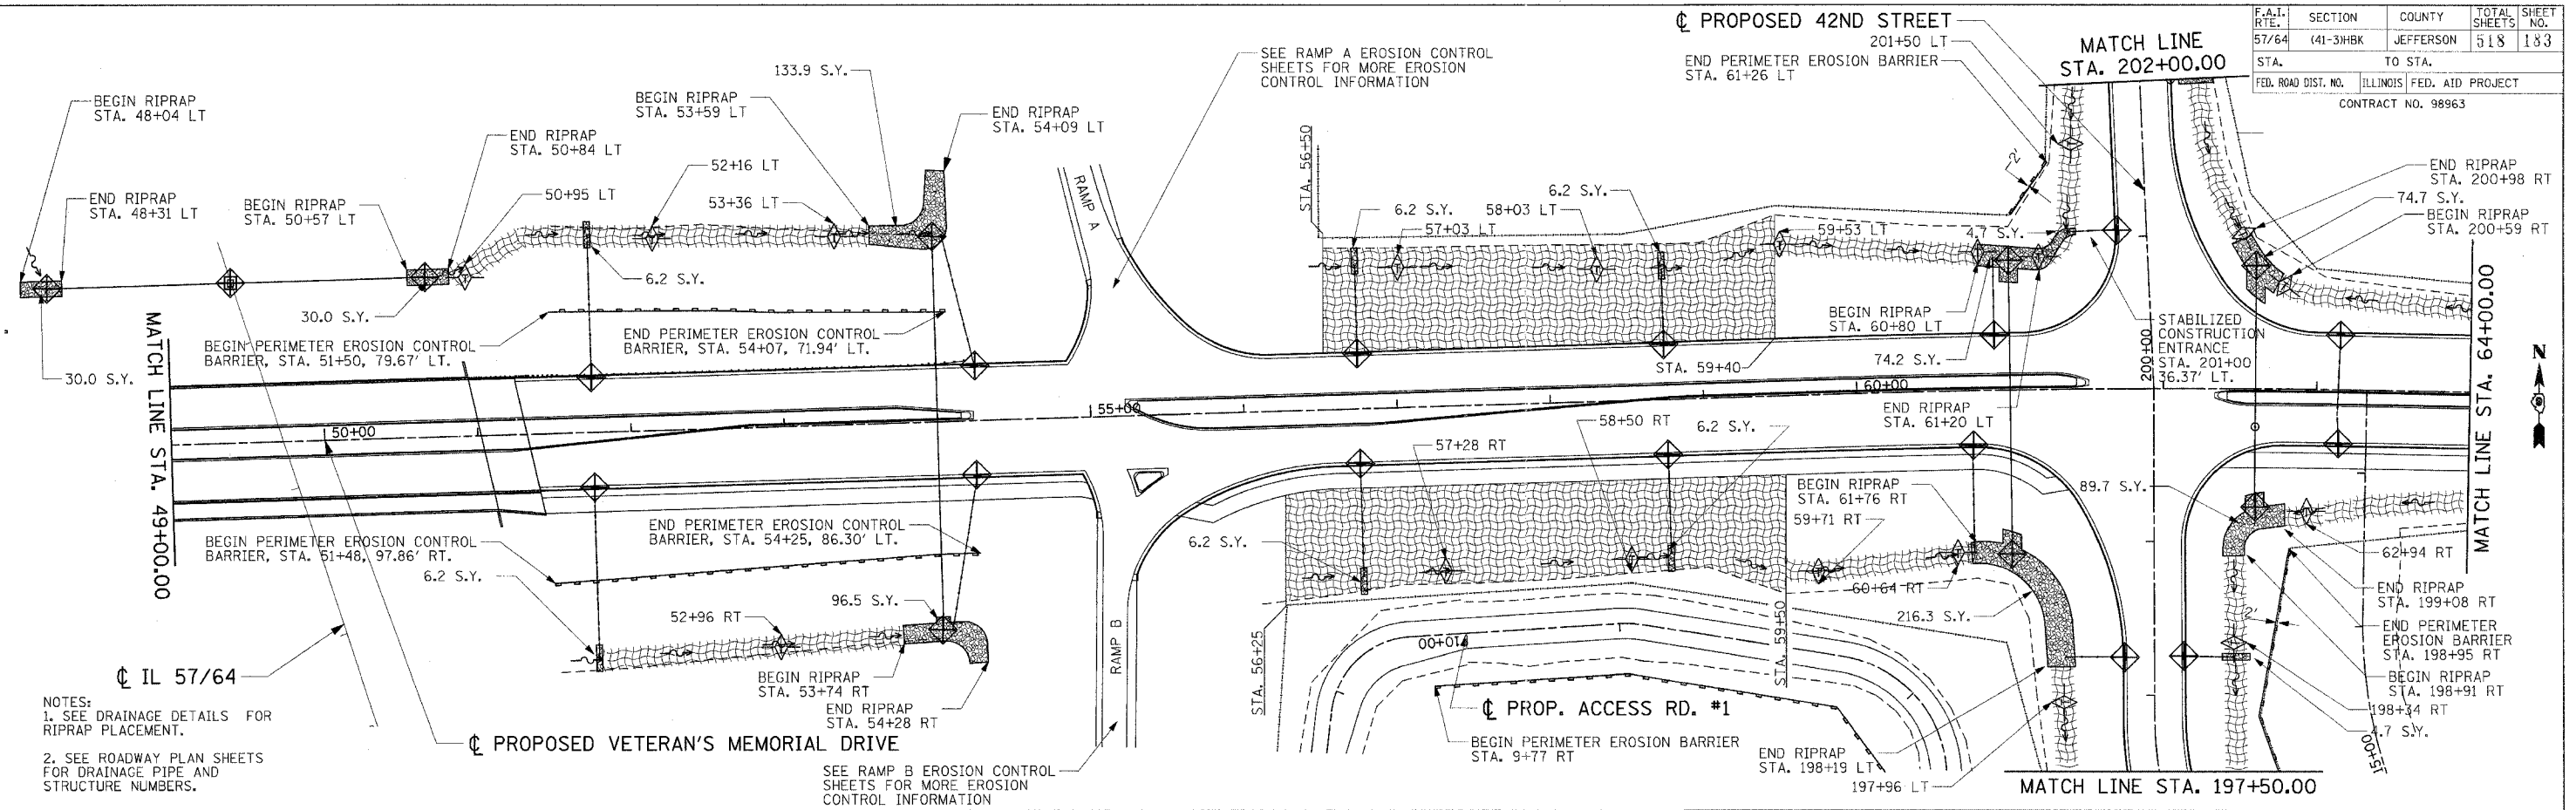 F.A.I. RTE. SECTION COUNTY TOTAL SHEETS SHEET NO.
57/64 (41-3)HBK JEFFERSON 518 183
STA. TO STA.
FED. ROAD DIST. NO. ILLINOIS FED. AID PROJECT
CONTRACT NO. 98963
℄ PROPOSED 42ND STREET
201+50 LT
END PERIMETER EROSION BARRIER
STA. 61+26 LT
MATCH LINE
STA. 202+00.00
SEE RAMP A EROSION CONTROL
SHEETS FOR MORE EROSION
CONTROL INFORMATION
133.9 S.Y.
BEGIN RIPRAP
STA. 48+04 LT
BEGIN RIPRAP
STA. 53+59 LT
END RIPRAP
STA. 54+09 LT
END RIPRAP
STA. 50+84 LT
52+16 LT
50+95 LT
53+36 LT
END RIPRAP
STA. 48+31 LT
BEGIN RIPRAP
STA. 50+57 LT
RAMP A
STA. 56+50
6.2 S.Y.
57+03 LT
58+03 LT
6.2 S.Y.
59+53 LT
4.7 S.Y.
2'
END RIPRAP
STA. 200+98 RT
74.7 S.Y.
BEGIN RIPRAP
STA. 200+59 RT
6.2 S.Y.
30.0 S.Y.
30.0 S.Y.
BEGIN PERIMETER EROSION CONTROL
BARRIER, STA. 51+50, 79.67' LT.
END PERIMETER EROSION CONTROL
BARRIER, STA. 54+07, 71.94' LT.
BEGIN RIPRAP
STA. 60+80 LT
74.2 S.Y.
STA. 59+40
STABILIZED
CONSTRUCTION
ENTRANCE
STA. 201+00
36.37' LT.
200+00
MATCH LINE STA. 64+00.00
N
MATCH LINE STA. 49+00.00
50+00
55+00
60+00
END RIPRAP
STA. 61+20 LT
57+28 RT
58+50 RT
6.2 S.Y.
BEGIN RIPRAP
STA. 61+76 RT
59+71 RT
89.7 S.Y.
END PERIMETER EROSION CONTROL
BARRIER, STA. 54+25, 86.30' LT.
BEGIN PERIMETER EROSION CONTROL
BARRIER, STA. 51+48, 97.86' RT.
6.2 S.Y.
6.2 S.Y.
62+94 RT
60+64 RT
216.3 S.Y.
END RIPRAP
STA. 199+08 RT
END PERIMETER
EROSION BARRIER
STA. 198+95 RT
2'
BEGIN RIPRAP
STA. 198+91 RT
198+34 RT
4.7 S.Y.
52+96 RT
96.5 S.Y.
RAMP B
STA. 56+25
10+00
STA. 59+50
℄ IL 57/64
BEGIN RIPRAP
STA. 53+74 RT
END RIPRAP
STA. 54+28 RT
℄ PROP. ACCESS RD. #1
BEGIN PERIMETER EROSION BARRIER
STA. 9+77 RT
END RIPRAP
STA. 198+19 LT
197+96 LT
15+00
NOTES:
1. SEE DRAINAGE DETAILS FOR
RIPRAP PLACEMENT.
2. SEE ROADWAY PLAN SHEETS
FOR DRAINAGE PIPE AND
STRUCTURE NUMBERS.
℄ PROPOSED VETERAN'S MEMORIAL DRIVE
SEE RAMP B EROSION CONTROL
SHEETS FOR MORE EROSION
CONTROL INFORMATION
MATCH LINE STA. 197+50.00